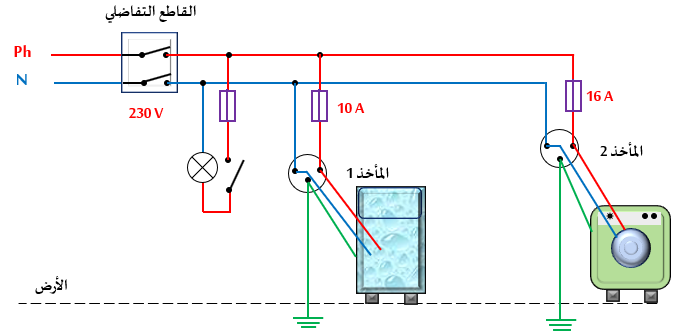 القاطع التفاضلي
Ph
N
230 V
10 A
16 A
المأخذ 1
المأخذ 2
الأرض